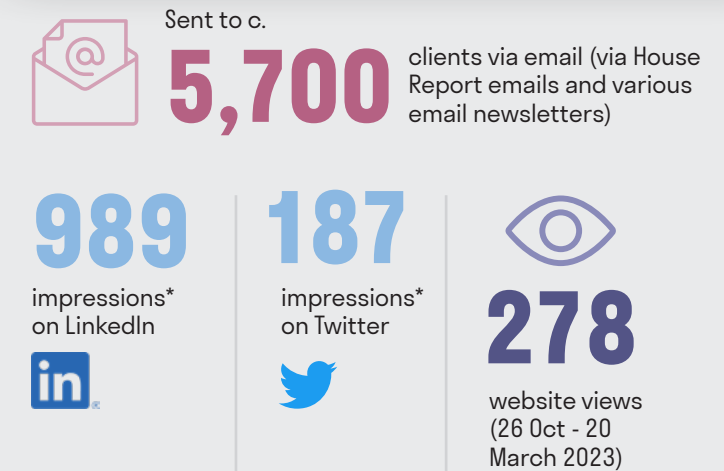 Sent to c.
5,700
clients via email (via House
Report emails and various
email newsletters)
989
impressions*
on LinkedIn
in
187
impressions*
on Twitter
278
website views
(26 Oct - 20
March 2023)